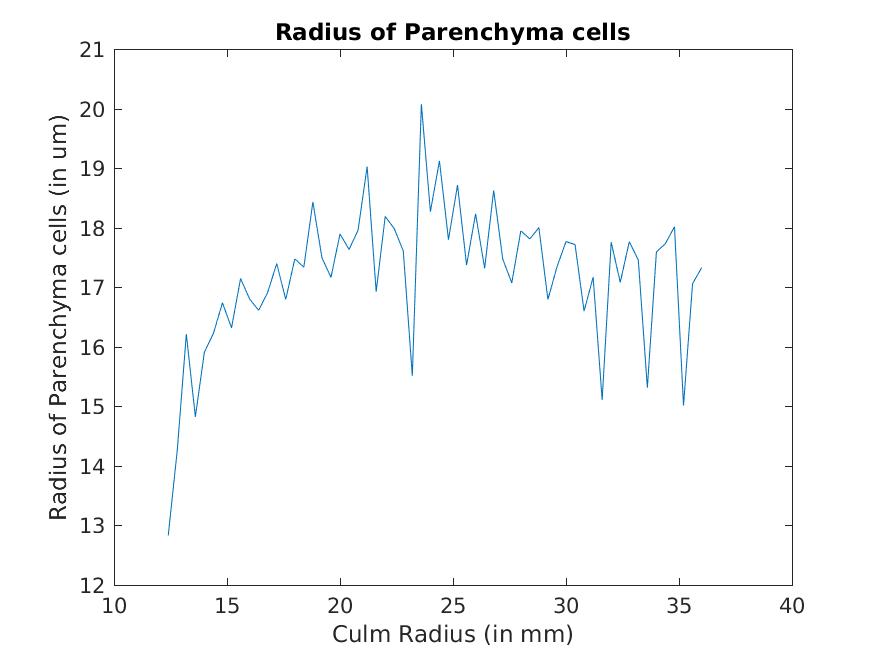 Radius of Parenchyma cells
Radius of Parenchyma cells (in um)
21
20
19
18
17
16
15
14
13
12
10 15 20 25 30 35 40
Culm Radius (in mm)